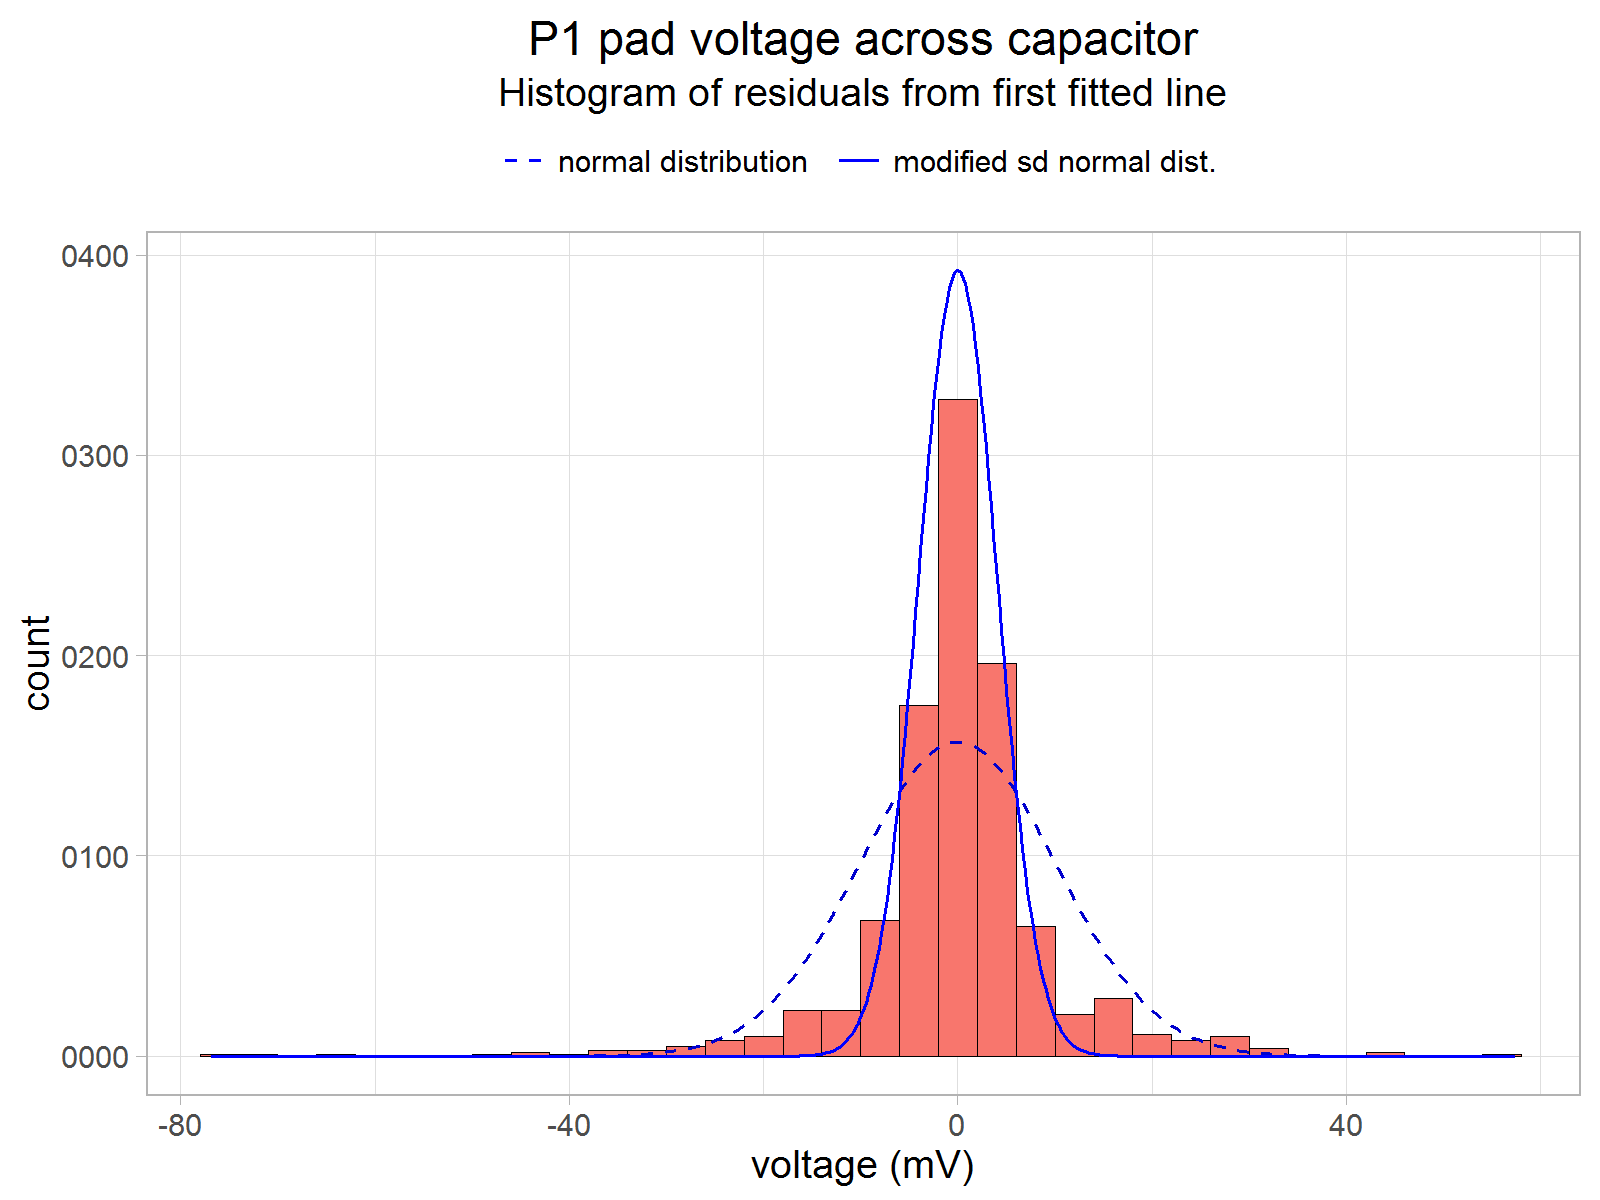 P1 pad voltage across capacitor
Histogram of residuals from first fitted line
normal distribution modified sd normal dist.
0400
0300
0200
0100
0000
count
-80 -40 0 40
voltage (mV)